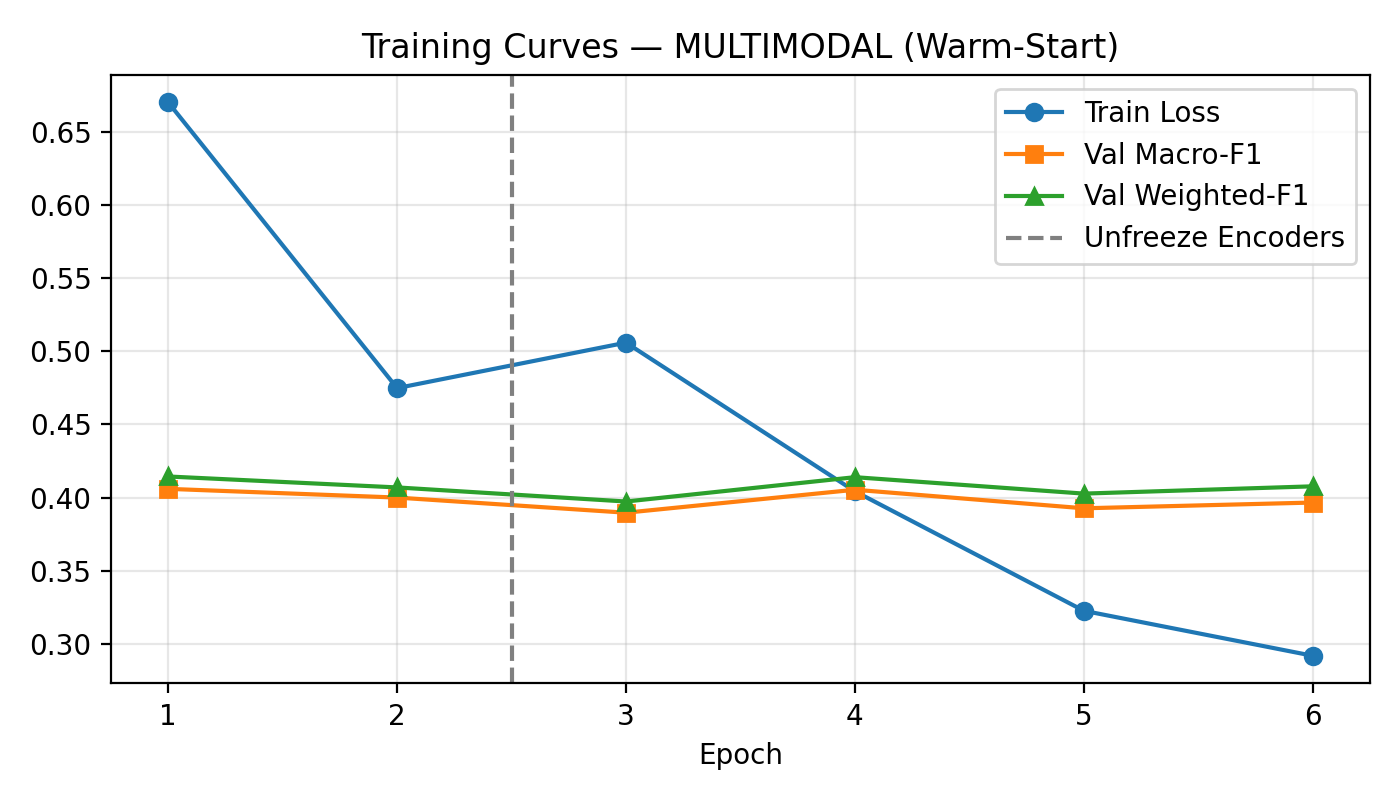 Training Curves — MULTIMODAL (Warm-Start)
Train Loss
Val Macro-F1
Val Weighted-F1
Unfreeze Encoders
0.65
0.60
0.55
0.50
0.45
0.40
0.35
0.30
1 2 3 4 5 6
Epoch